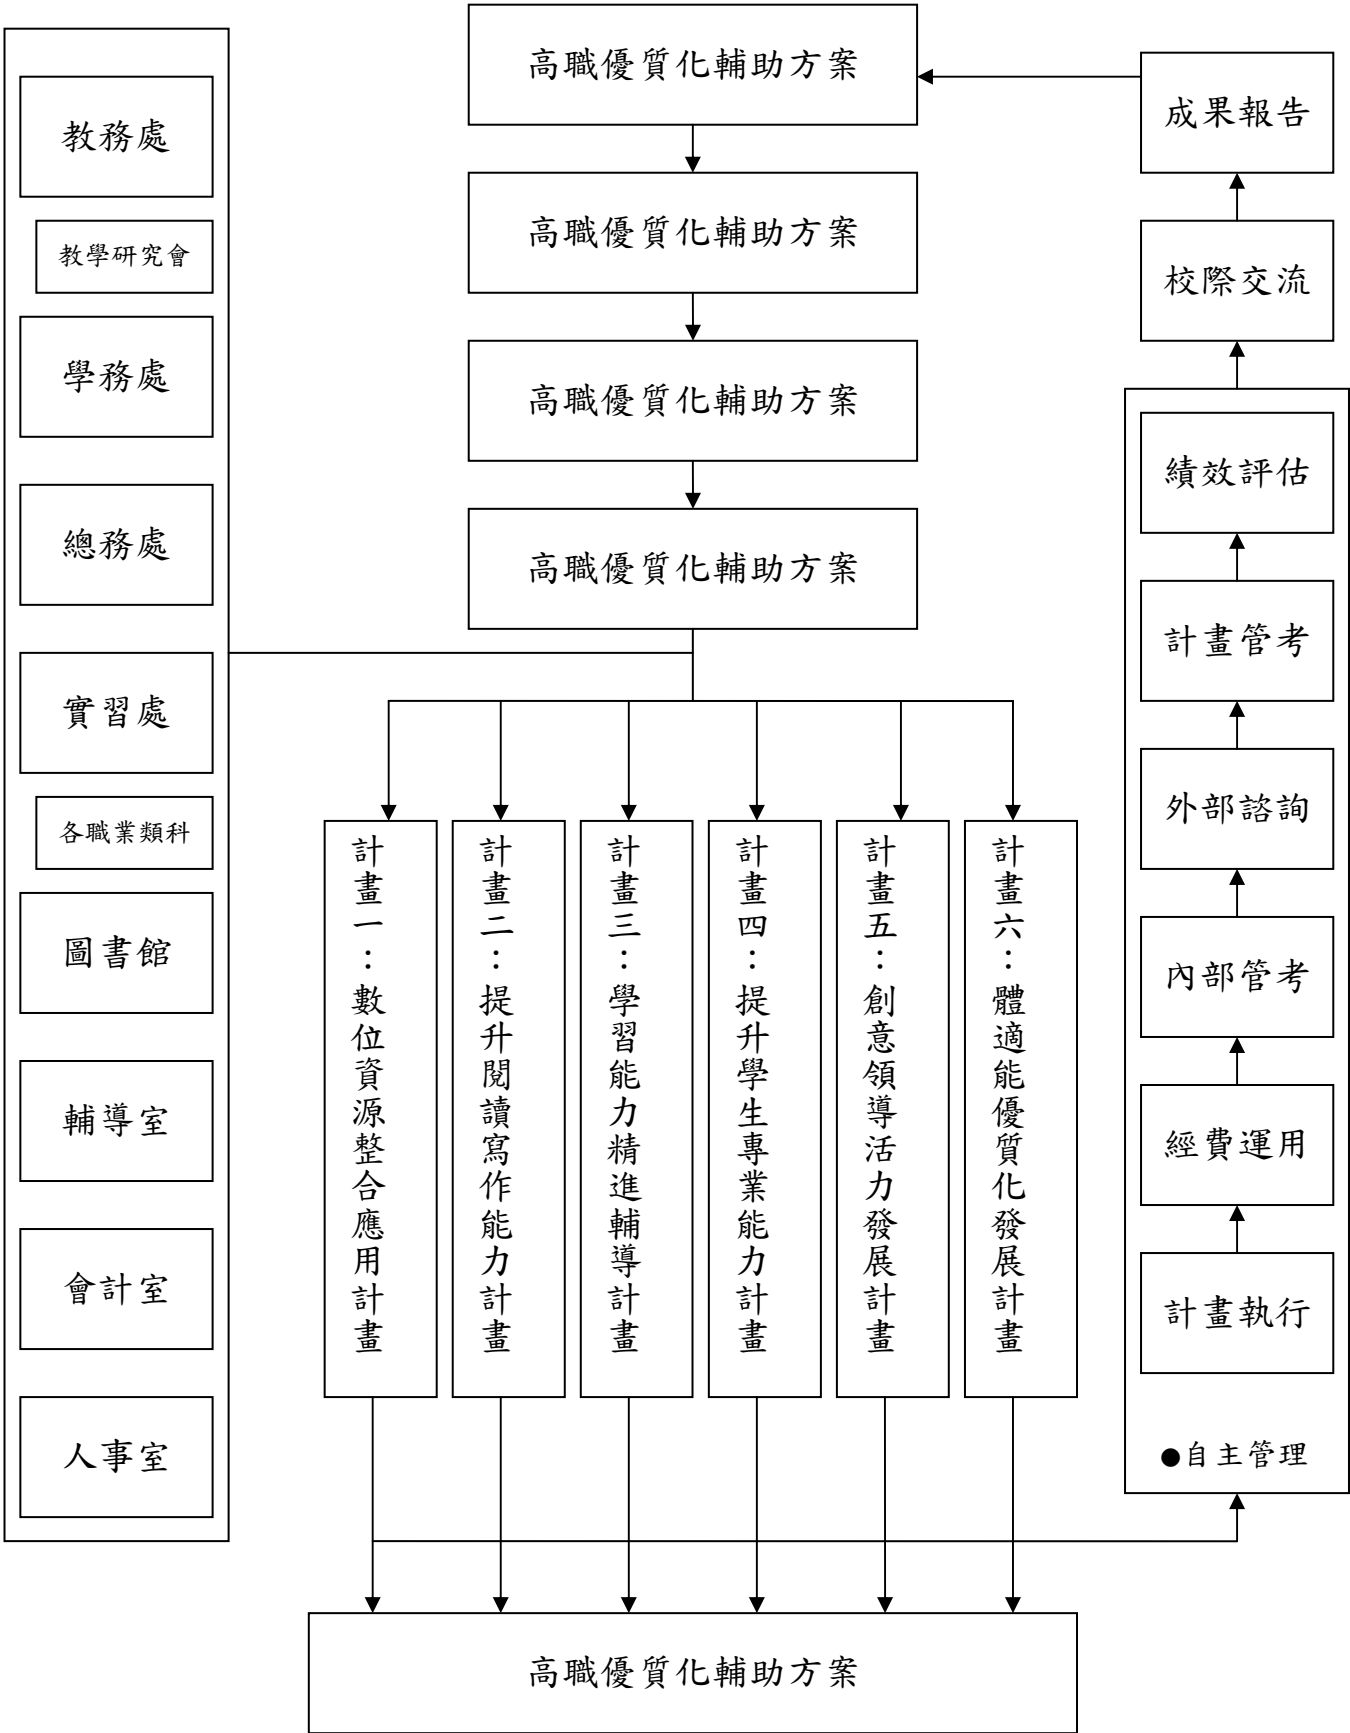 高職優質化輔助方案
高職優質化輔助方案
高職優質化輔助方案
高職優質化輔助方案
教務處
教學研究會
學務處
總務處
實習處
各職業類科
圖書館
輔導室
會計室
人事室
計畫一：數位資源整合應用計畫
計畫二：提升閱讀寫作能力計畫
計畫三：學習能力精進輔導計畫
計畫四：提升學生專業能力計畫
計畫五：創意領導活力發展計畫
計畫六：體適能優質化發展計畫
高職優質化輔助方案
成果報告
校際交流
績效評估
計畫管考
外部諮詢
內部管考
經費運用
計畫執行
●自主管理